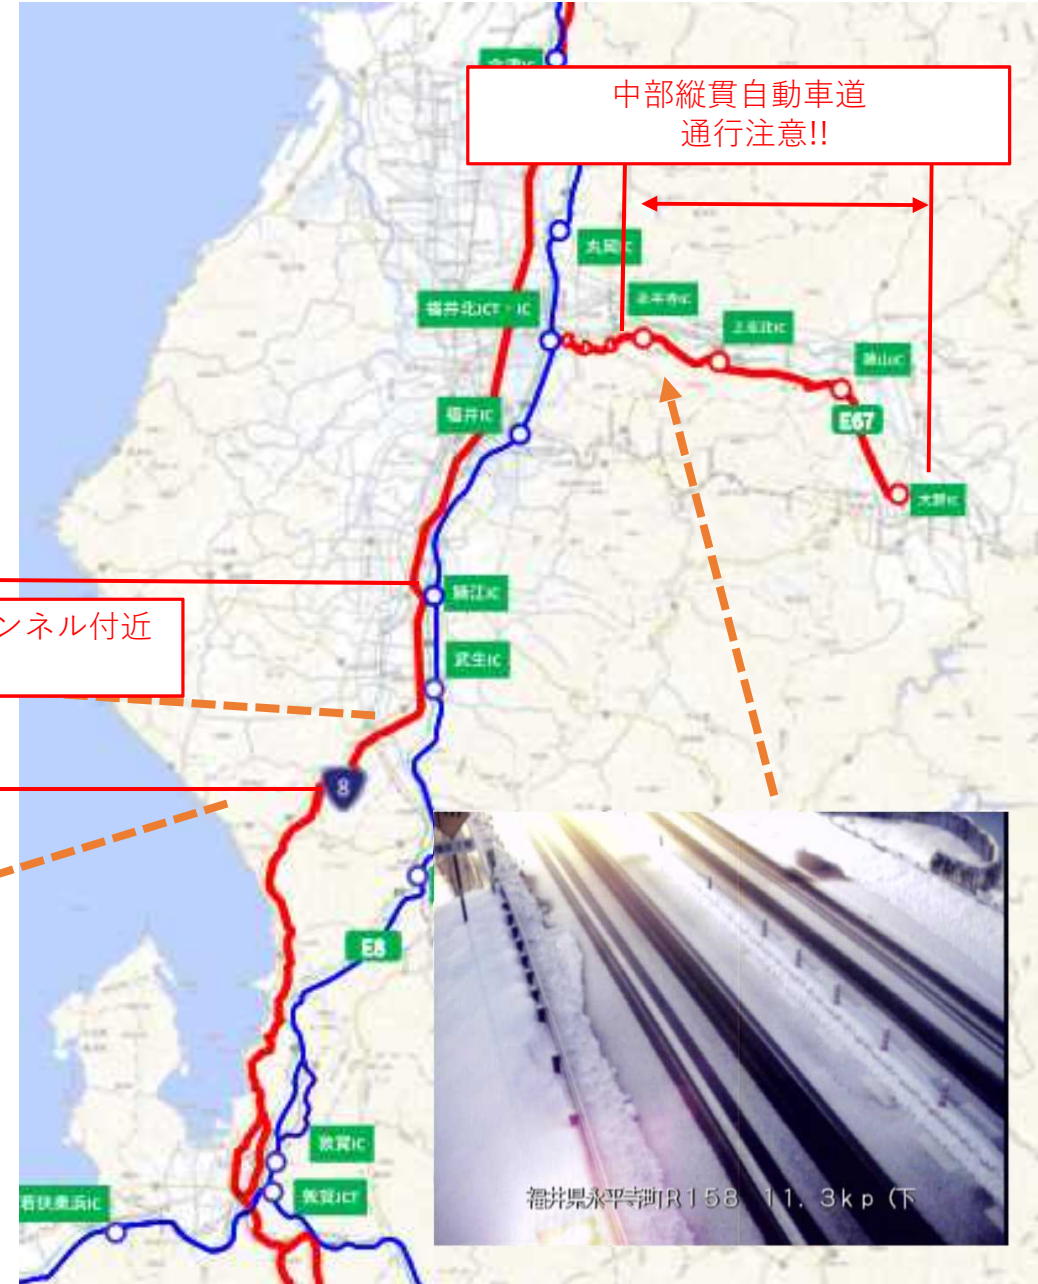 中部縦貫自動車道
通行注意!!
丸岡IC
福井北JCT・IC
永平寺IC
上志比IC
勝山IC
福井IC
E67
大野IC
鯖江IC
ンネル付近
武生IC
8
E8
敦賀IC
敦賀JCT
若狭美浜IC
福井県永平寺町R158 11.3kp(下